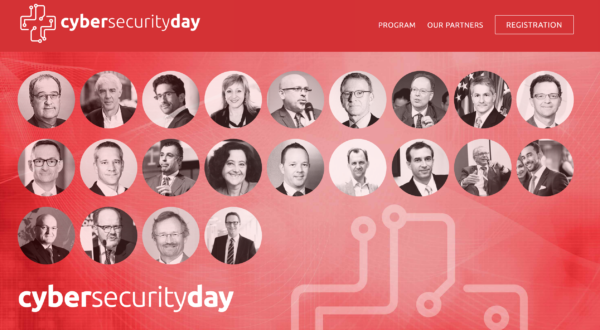 cybersecurityday
PROGRAM OUR PARTNERS REGISTRATION
cybersecurityday